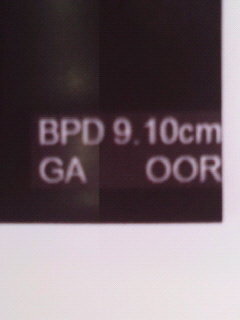 BPD 9.10cm
GA OOR